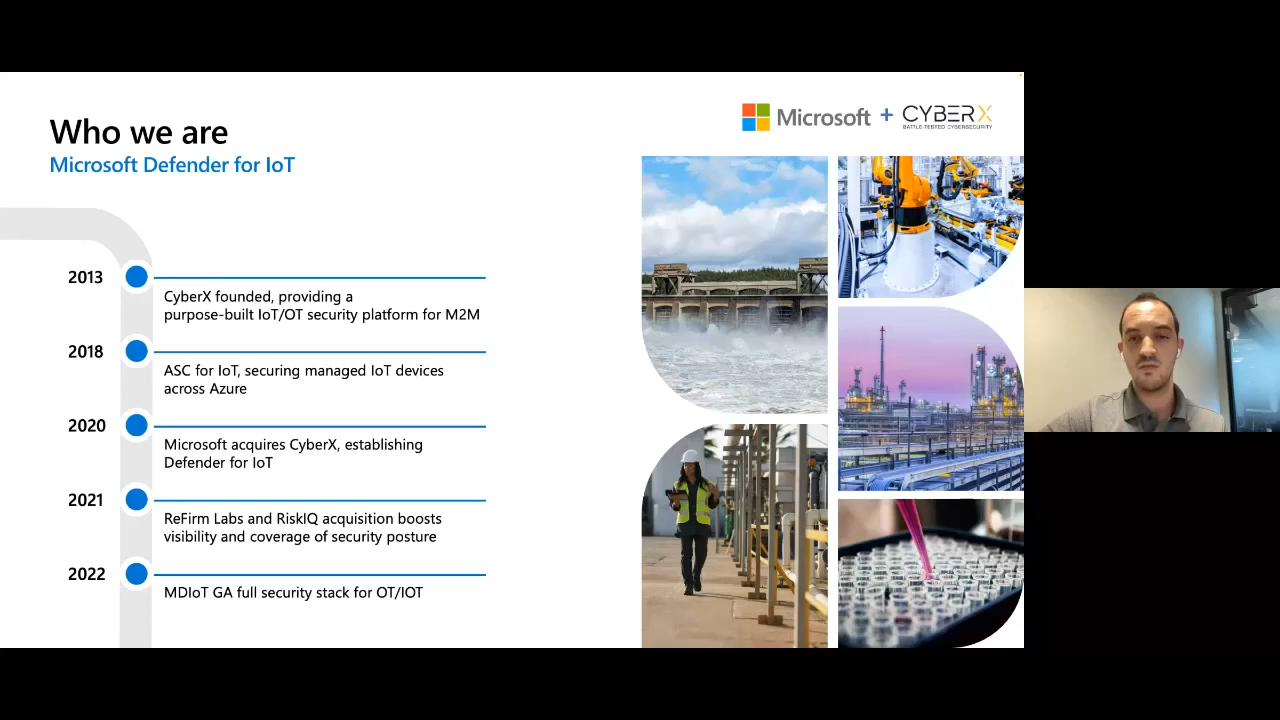 Who we are
Microsoft Defender for IoT
Microsoft + CYBERX
BATTLE-TESTED CYBERSECURITY
2013
CyberX founded, providing a
purpose-built IoT/OT security platform for M2M
2018
ASC for IoT, securing managed IoT devices
across Azure
2020
Microsoft acquires CyberX, establishing
Defender for IoT
2021
ReFirm Labs and RiskIQ acquisition boosts
visibility and coverage of security posture
2022
MDIoT GA full security stack for OT/IOT